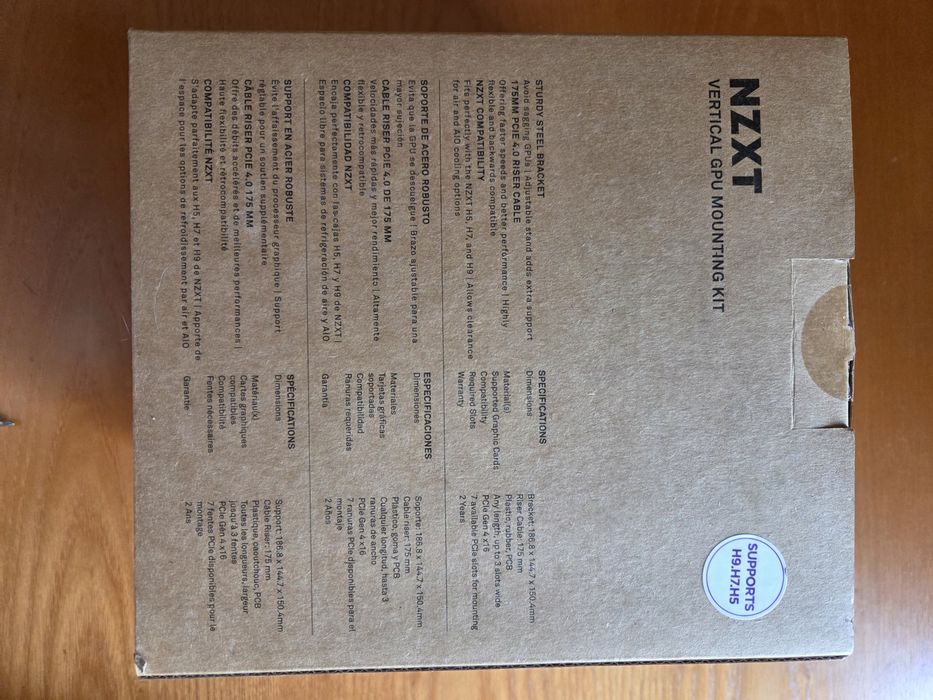 NZXT
VERTICAL GPU MOUNTING KIT
SUPPORTS
H9.H7.H5
STURDY STEEL BRACKET
Avoid sagging GPUs | Adjustable stand adds extra support
175MM PCIE 4.0 RISER CABLE
Offering faster speeds and better performance | Highly
flexible and backwards compatible
NZXT COMPATIBILITY
Fits perfectly with the NZXT H5, H7, and H9 | Allows clearance
for air and AIO cooling options
SPECIFICATIONS
Dimensions Bracket: 186.8 x 144.7 x 150.4mm
Riser Cable: 175 mm
Material(s) Plastic, rubber, PCB
Supported Graphic Cards Any length, up to 3 slots wide
Compatibility PCIe Gen 4 x16
Required Slots 7 available PCIe slots for mounting
Warranty 2 Years
SOPORTE DE ACERO ROBUSTO
Evita que la GPU se descuelgue | Brazo ajustable para una
mayor sujeción
CABLE RISER PCIE 4.0 DE 175 MM
Velocidades más rápidas y mejor rendimiento | Altamente
flexible y retrocompatible
COMPATIBILIDAD NZXT
Encaja perfectamente con las cajas H5, H7 y H9 de NZXT |
Espacio libre para sistemas de refrigeración de aire y AIO
ESPECIFICACIONES
Dimensiones Soporte: 186.8 x 144.7 x 150.4mm
Cable riser: 175 mm
Materiales Plástico, goma y PCB
Tarjetas gráficas Cualquier longitud, hasta 3
soportadas ranuras de ancho
Compatibilidad PCIe Gen 4 x16
Ranuras requeridas 7 ranuras PCIe disponibles para el
montaje
Garantía 2 Años
SUPPORT EN ACIER ROBUSTE
Évite l'affaissement du processeur graphique | Support
réglable pour un soutien supplémentaire
CÂBLE RISER PCIE 4.0 175 MM
Offre des débits accélérés et de meilleures performances |
Haute flexibilité et rétrocompatibilité
COMPATIBILITÉ NZXT
S'adapte parfaitement aux H5, H7 et H9 de NZXT | Apporte de
l'espace pour les options de refroidissement par air et AIO
SPÉCIFICATIONS
Dimensions Support: 186.8 x 144.7 x 150.4mm
Câble Riser: 175 mm
Matériau(x) Plastique, caoutchouc, PCB
Cartes graphiques Toutes les longueurs, largeur
compatibles jusqu'à 3 fentes
Compatibilité PCIe Gen 4 x16
Fentes nécessaires 7 fentes PCIe disponibles pour le
montage
Garantie 2 Ans